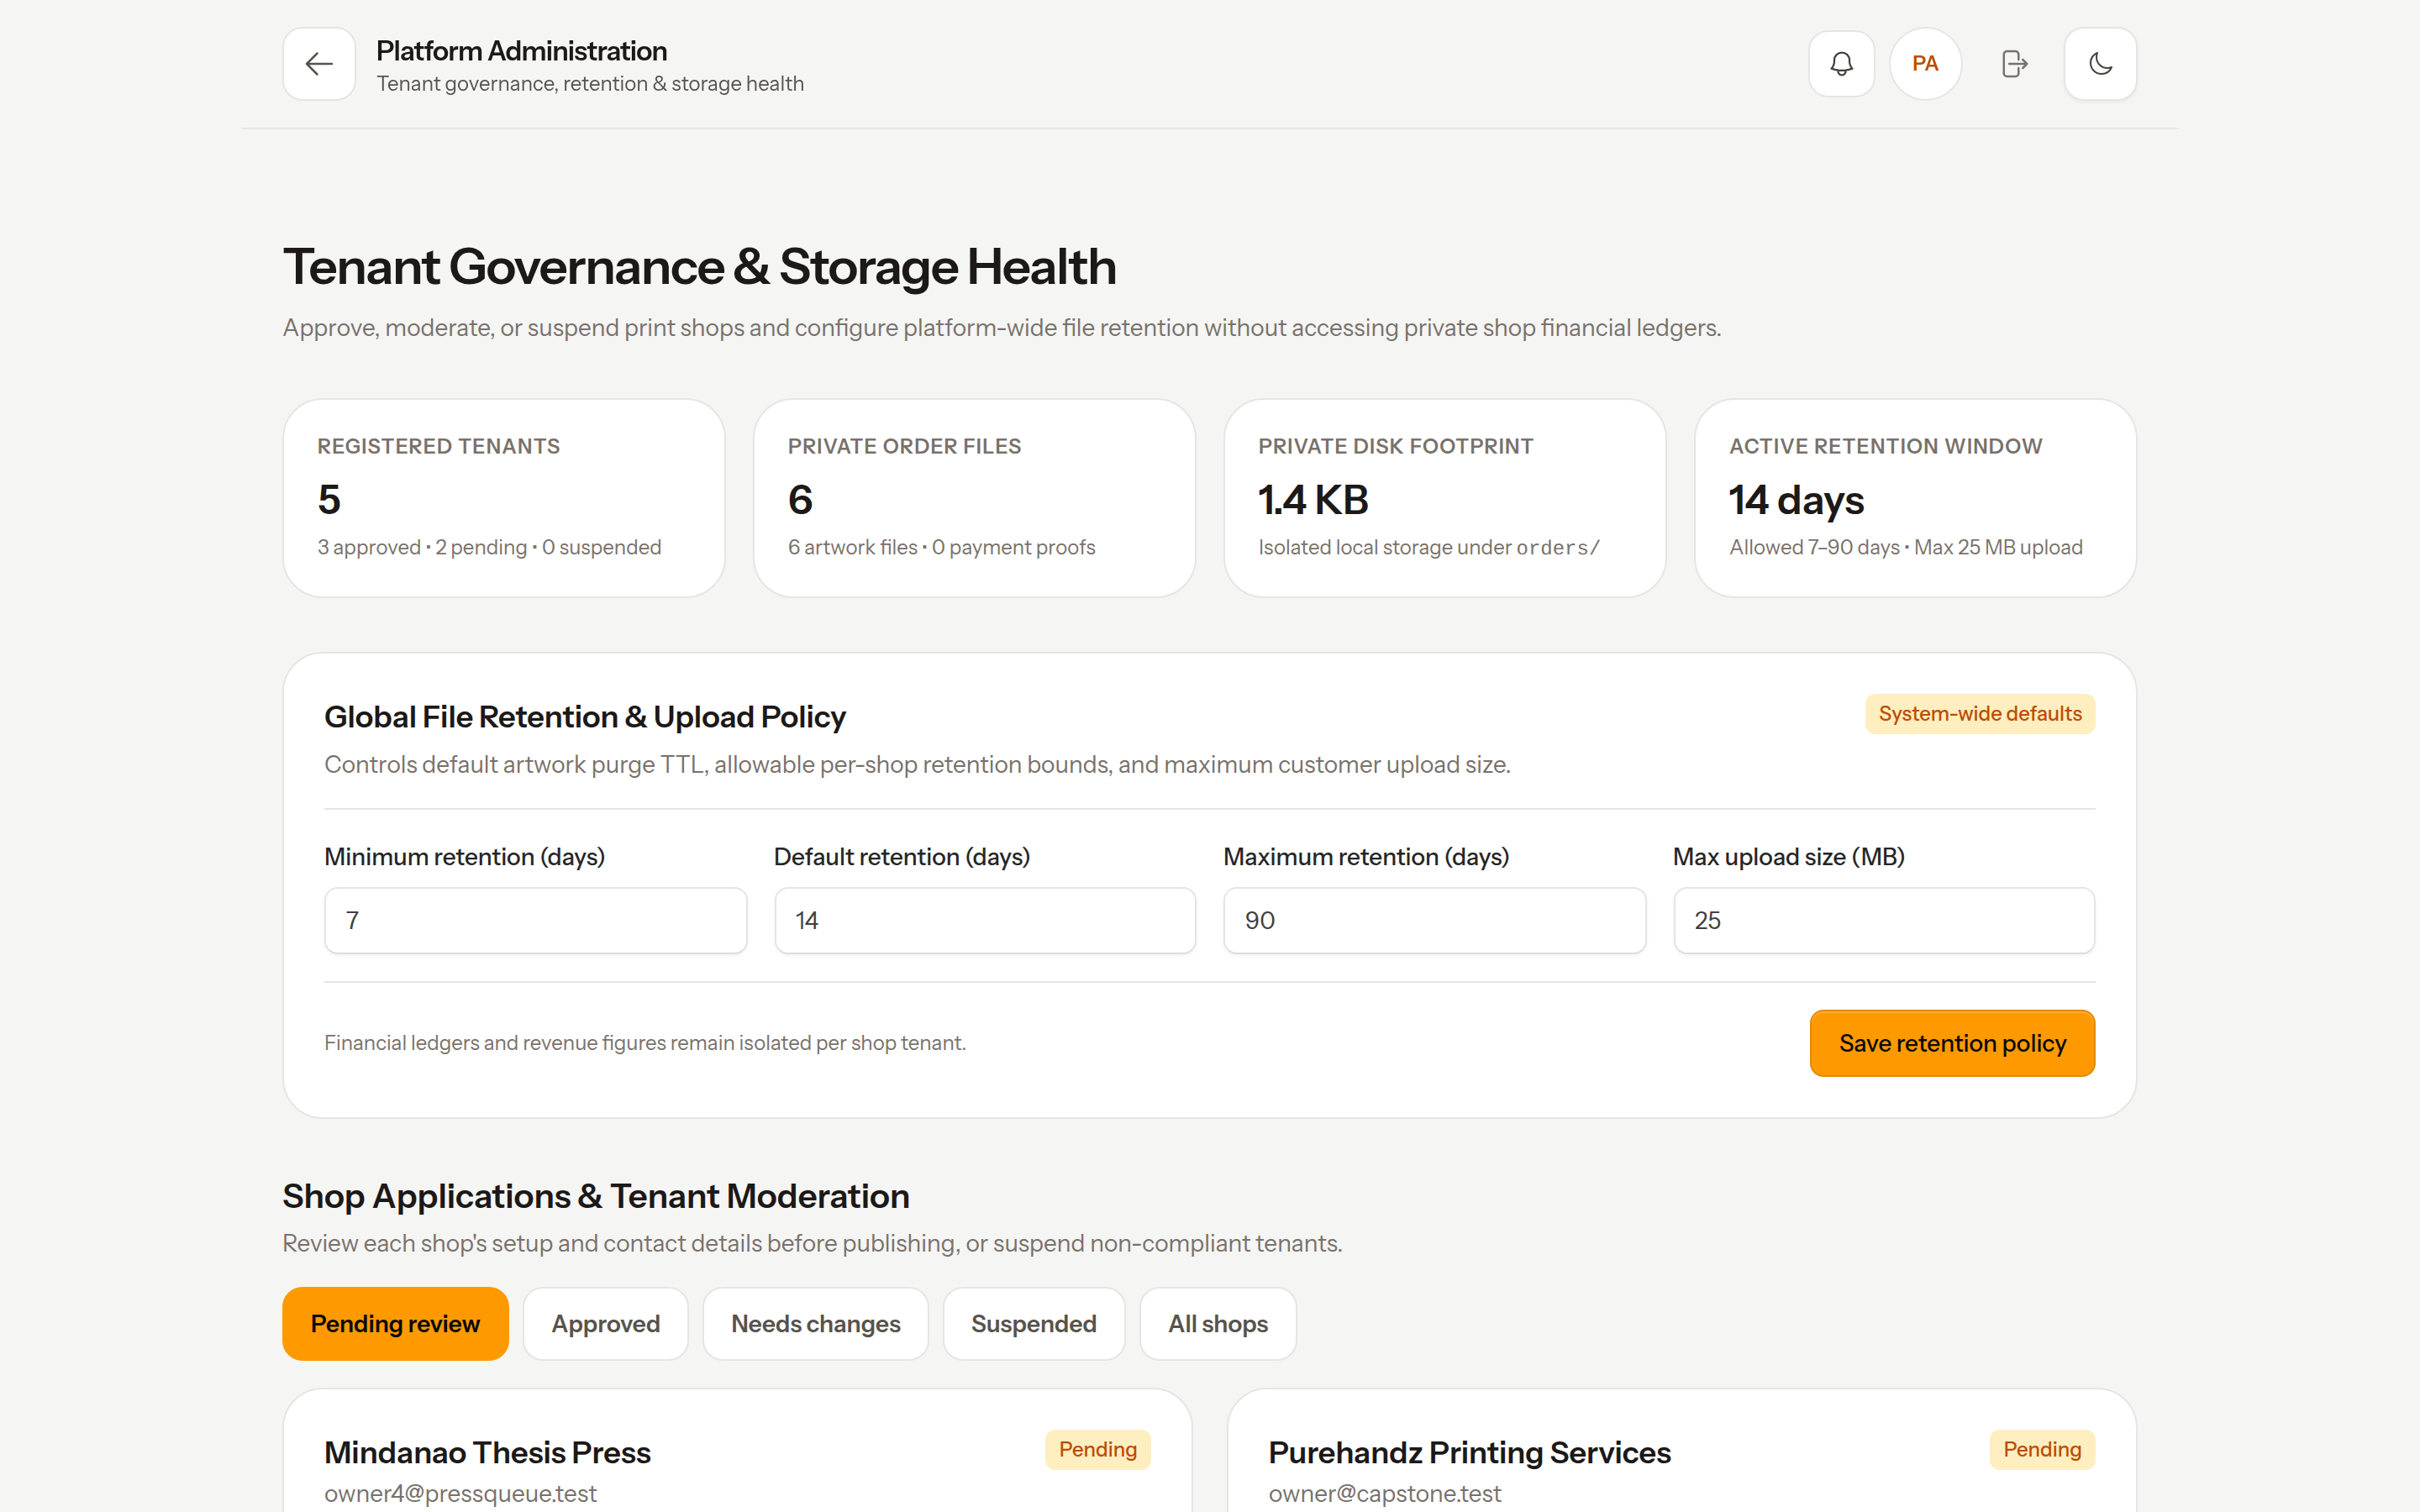 Platform Administration
Tenant governance, retention & storage health
PA
Tenant Governance & Storage Health
Approve, moderate, or suspend print shops and configure platform-wide file retention without accessing private shop financial ledgers.
REGISTERED TENANTS
5
3 approved • 2 pending • 0 suspended
PRIVATE ORDER FILES
6
6 artwork files • 0 payment proofs
PRIVATE DISK FOOTPRINT
1.4 KB
Isolated local storage under orders/
ACTIVE RETENTION WINDOW
14 days
Allowed 7–90 days • Max 25 MB upload
Global File Retention & Upload Policy
System-wide defaults
Controls default artwork purge TTL, allowable per-shop retention bounds, and maximum customer upload size.
Minimum retention (days)
7
Default retention (days)
14
Maximum retention (days)
90
Max upload size (MB)
25
Financial ledgers and revenue figures remain isolated per shop tenant.
Save retention policy
Shop Applications & Tenant Moderation
Review each shop's setup and contact details before publishing, or suspend non-compliant tenants.
Pending review
Approved
Needs changes
Suspended
All shops
Mindanao Thesis Press
Pending
owner4@pressqueue.test
Purehandz Printing Services
Pending
owner@capstone.test